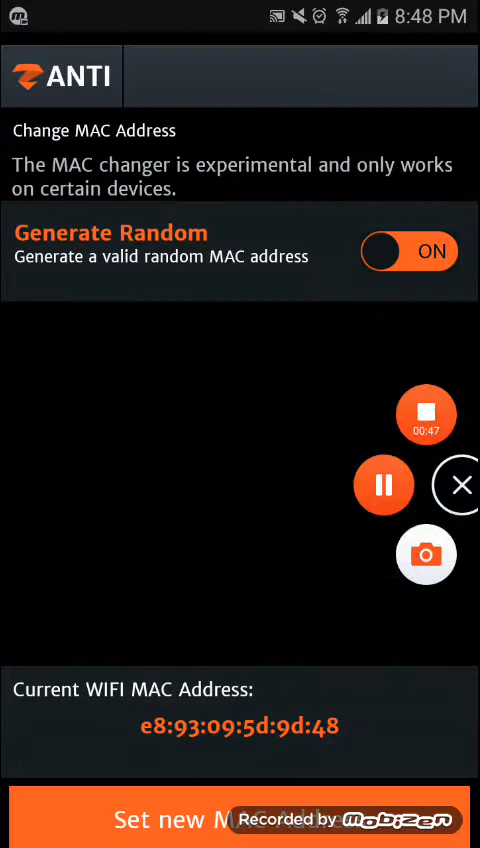 8:48 PM
ANTI
Change MAC Address
The MAC changer is experimental and only works
on certain devices.
Generate Random
Generate a valid random MAC address
ON
00:47
Current WIFI MAC Address:
e8:93:09:5d:9d:48
Set new MAC Address
Recorded by Mobizen